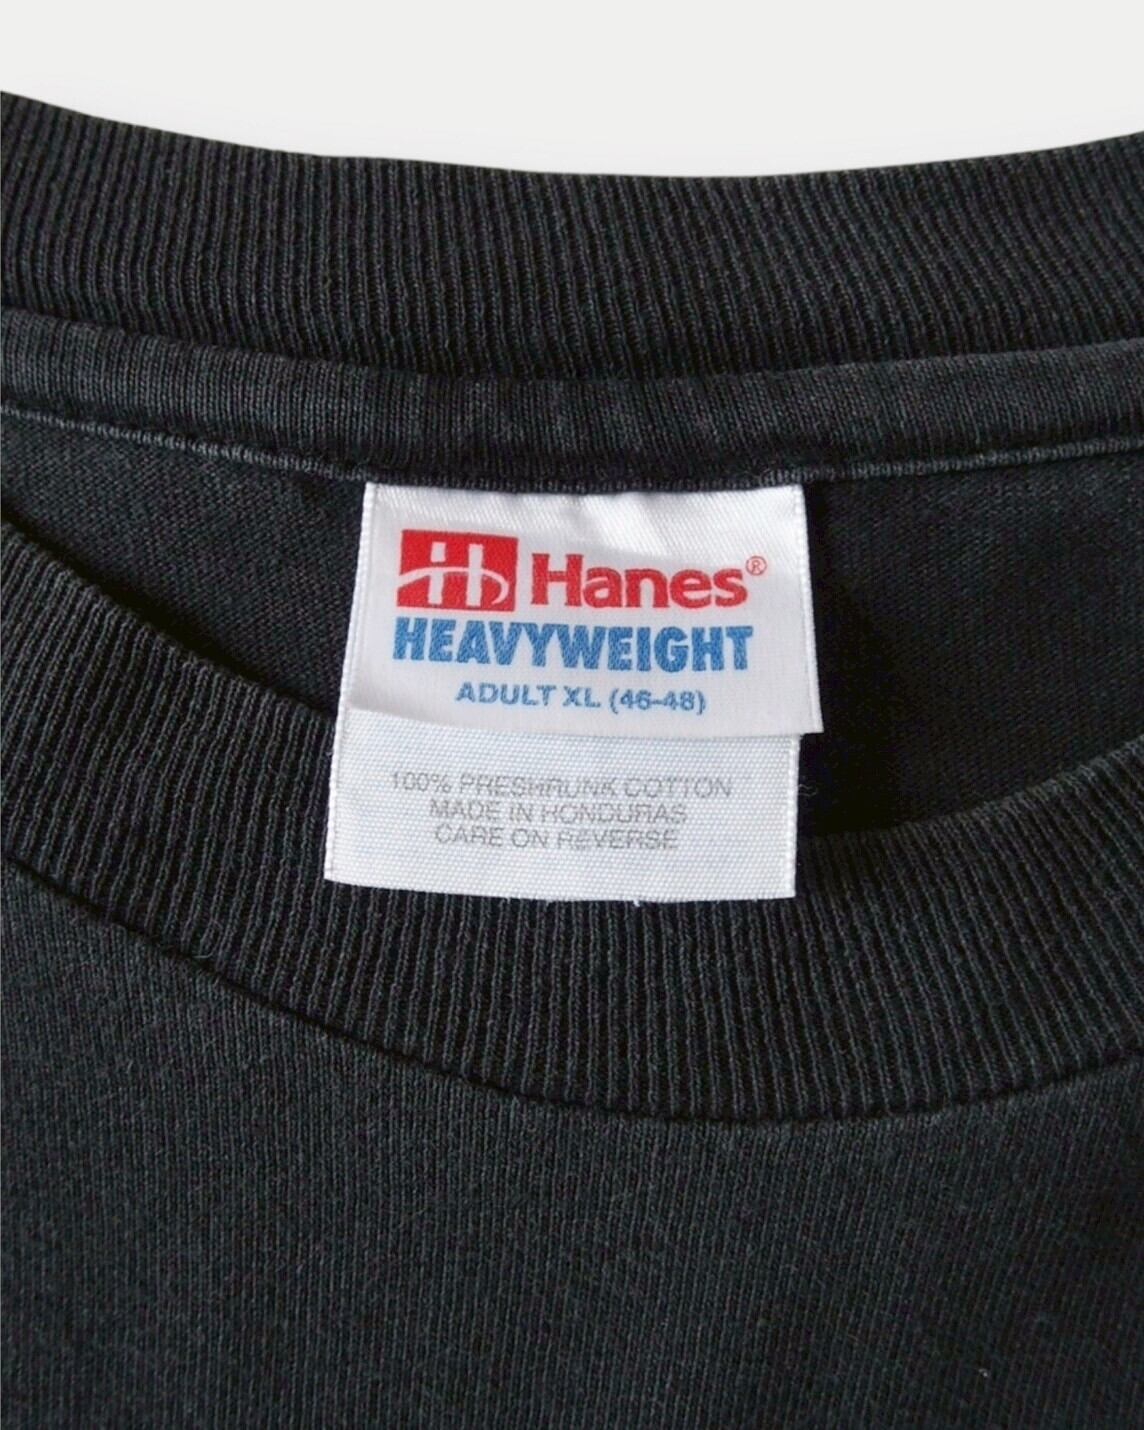 Hanes®
HEAVYWEIGHT
ADULT XL (46-48)
100% PRESHRUNK COTTON
MADE IN HONDURAS
CARE ON REVERSE